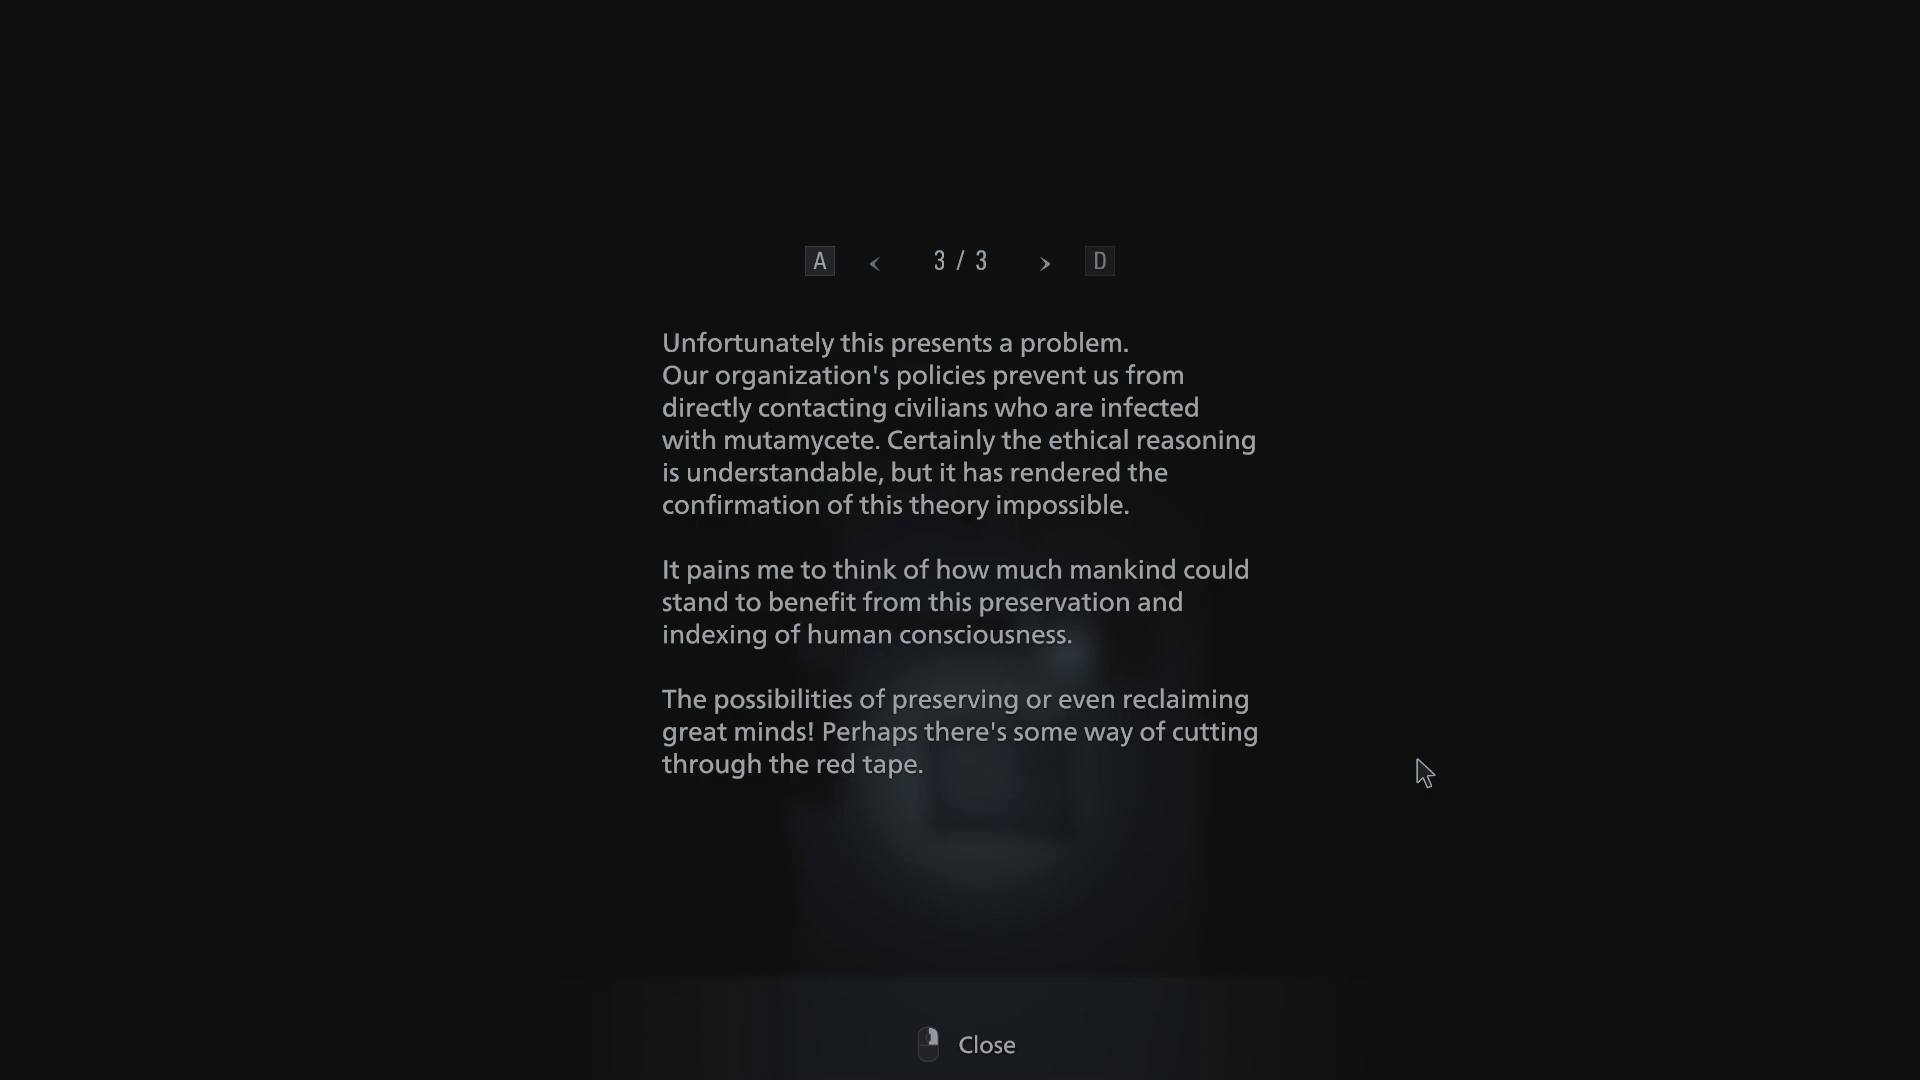 A < 3 / 3 > D
Unfortunately this presents a problem.
Our organization's policies prevent us from
directly contacting civilians who are infected
with mutamycete. Certainly the ethical reasoning
is understandable, but it has rendered the
confirmation of this theory impossible.
It pains me to think of how much mankind could
stand to benefit from this preservation and
indexing of human consciousness.
The possibilities of preserving or even reclaiming
great minds! Perhaps there's some way of cutting
through the red tape.
Close